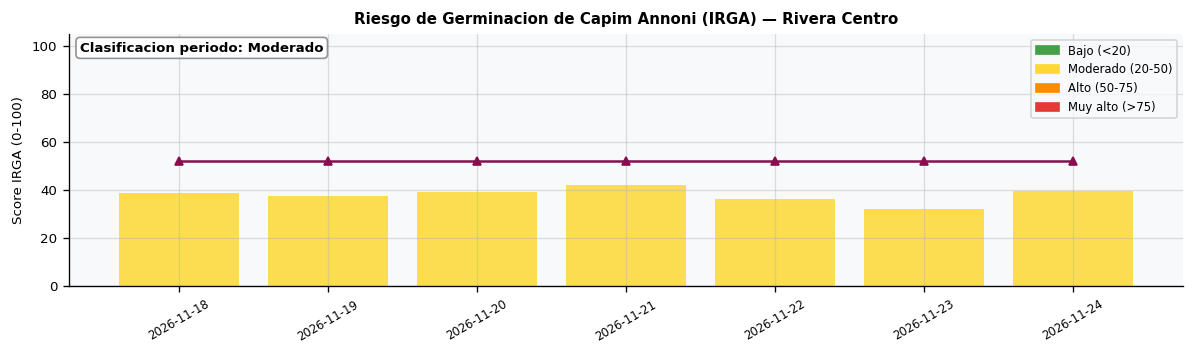 Riesgo de Germinacion de Capim Annoni (IRGA) — Rivera Centro
Clasificacion periodo: Moderado
Bajo (<20)
Moderado (20-50)
Alto (50-75)
Muy alto (>75)
Score IRGA (0-100)
100
80
60
40
20
0
2026-11-18
2026-11-19
2026-11-20
2026-11-21
2026-11-22
2026-11-23
2026-11-24